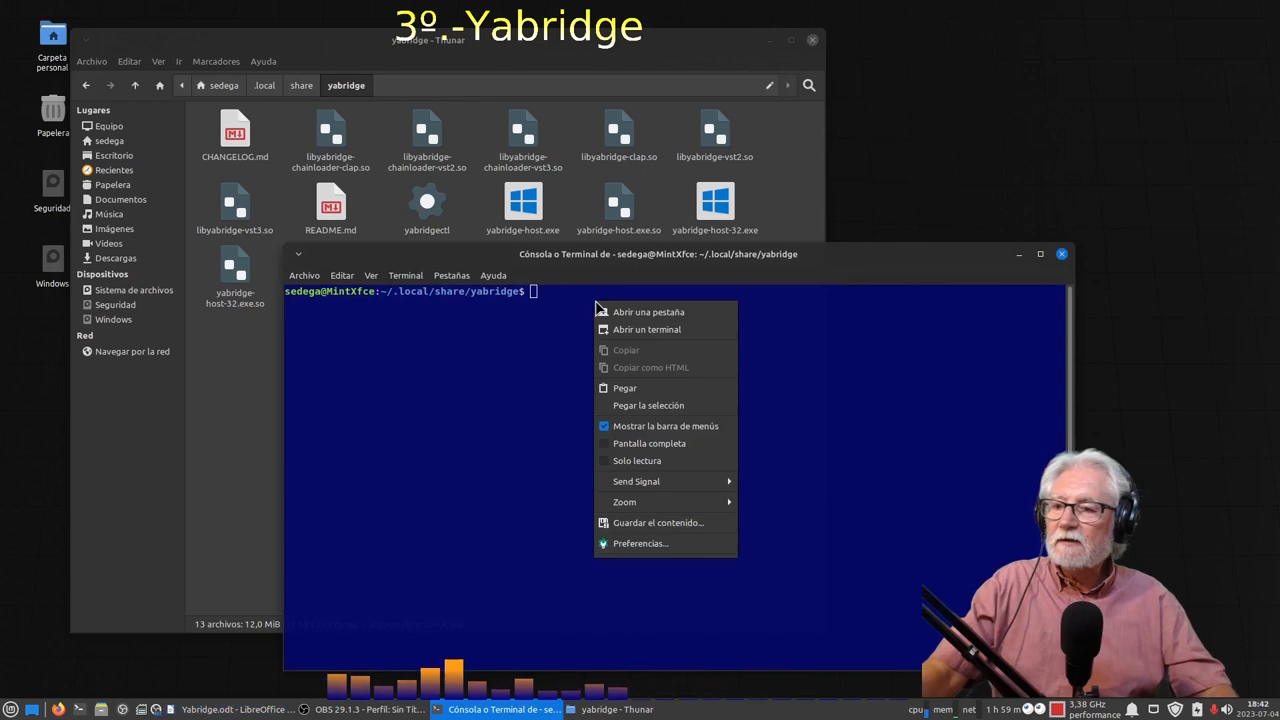 3º.-Yabridge
Carpeta
personal
Papelera
Seguridad
Windows
yabridge - Thunar
Archivo Editar Ver Ir Marcadores Ayuda
sedega .local share yabridge
Lugares
Equipo
sedega
Escritorio
Recientes
Papelera
Documentos
Música
Imágenes
Vídeos
Descargas
Dispositivos
Sistema de archivos
Seguridad
Windows
Red
Navegar por la red
CHANGELOG.md
libyabridge-
chainloader-clap.so
libyabridge-
chainloader-vst2.so
libyabridge-
chainloader-vst3.so
libyabridge-clap.so
libyabridge-vst2.so
libyabridge-vst3.so
README.md
yabridgectl
yabridge-host.exe
yabridge-host.exe.so
yabridge-host-32.exe
yabridge-
host-32.exe.so
13 archivos: 12,0 MiB
Cónsola o Terminal de - sedega@MintXfce: ~/.local/share/yabridge
Archivo Editar Ver Terminal Pestañas Ayuda
sedega@MintXfce:~/.local/share/yabridge$
Abrir una pestaña
Abrir un terminal
Copiar
Copiar como HTML
Pegar
Pegar la selección
Mostrar la barra de menús
Pantalla completa
Solo lectura
Send Signal
Zoom
Guardar el contenido...
Preferencias...
Yabridge.odt - LibreOffice ... OBS 29.1.3 - Perfil: Sin Tít... Cónsola o Terminal de - se... yabridge - Thunar
cpu mem net 1 h 59 m 3,38 GHz
performance
18:42
2023-07-04